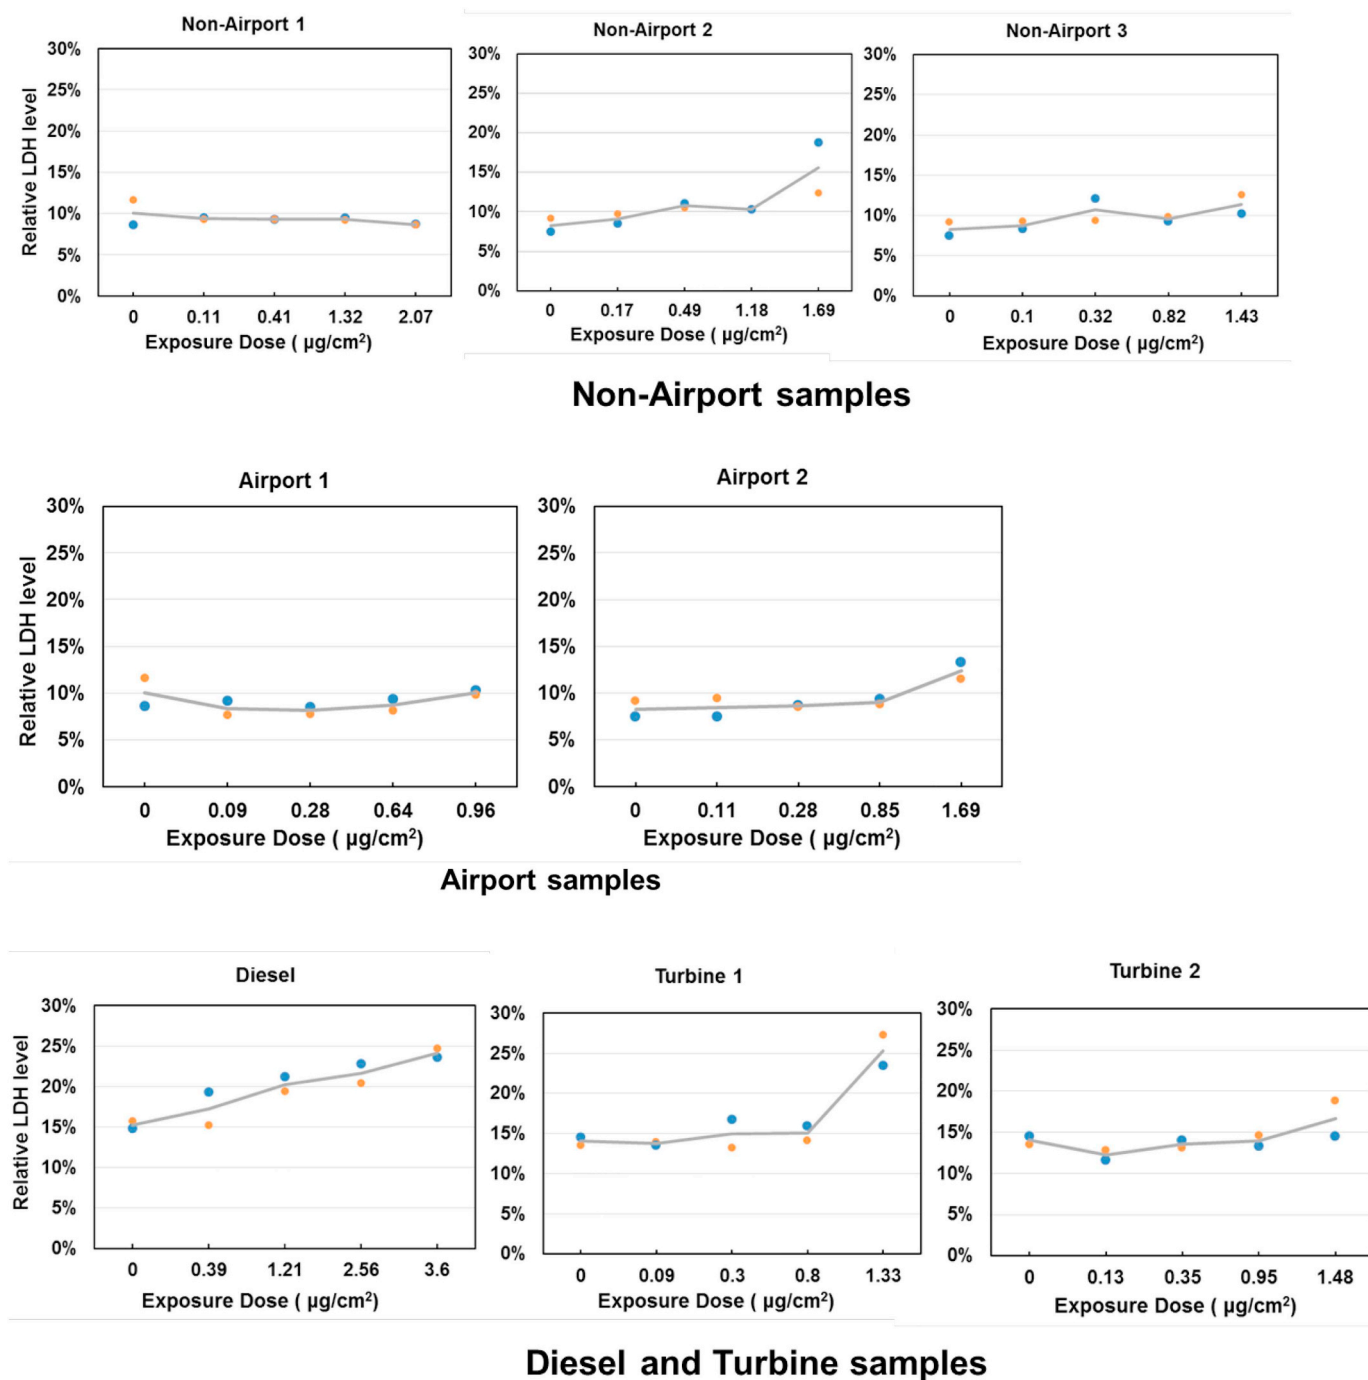 Non-Airport 1
Non-Airport 2
Non-Airport 3
Relative LDH level
30%
25%
20%
15%
10%
5%
0%
0 0.11 0.41 1.32 2.07
Exposure Dose ( µg/cm²)
30%
25%
20%
15%
10%
5%
0%
0 0.17 0.49 1.18 1.69
Exposure Dose ( µg/cm²)
30%
25%
20%
15%
10%
5%
0%
0 0.1 0.32 0.82 1.43
Exposure Dose ( µg/cm²)
Non-Airport samples
Airport 1
Airport 2
Relative LDH level
30%
25%
20%
15%
10%
5%
0%
0 0.09 0.28 0.64 0.96
Exposure Dose ( µg/cm²)
30%
25%
20%
15%
10%
5%
0%
0 0.11 0.28 0.85 1.69
Exposure Dose ( µg/cm²)
Airport samples
Diesel
Turbine 1
Turbine 2
Relative LDH level
30%
25%
20%
15%
10%
5%
0%
0 0.39 1.21 2.56 3.6
Exposure Dose ( µg/cm²)
30%
25%
20%
15%
10%
5%
0%
0 0.09 0.3 0.8 1.33
Exposure Dose ( µg/cm²)
30%
25%
20%
15%
10%
5%
0%
0 0.13 0.35 0.95 1.48
Exposure Dose ( µg/cm²)
Diesel and Turbine samples